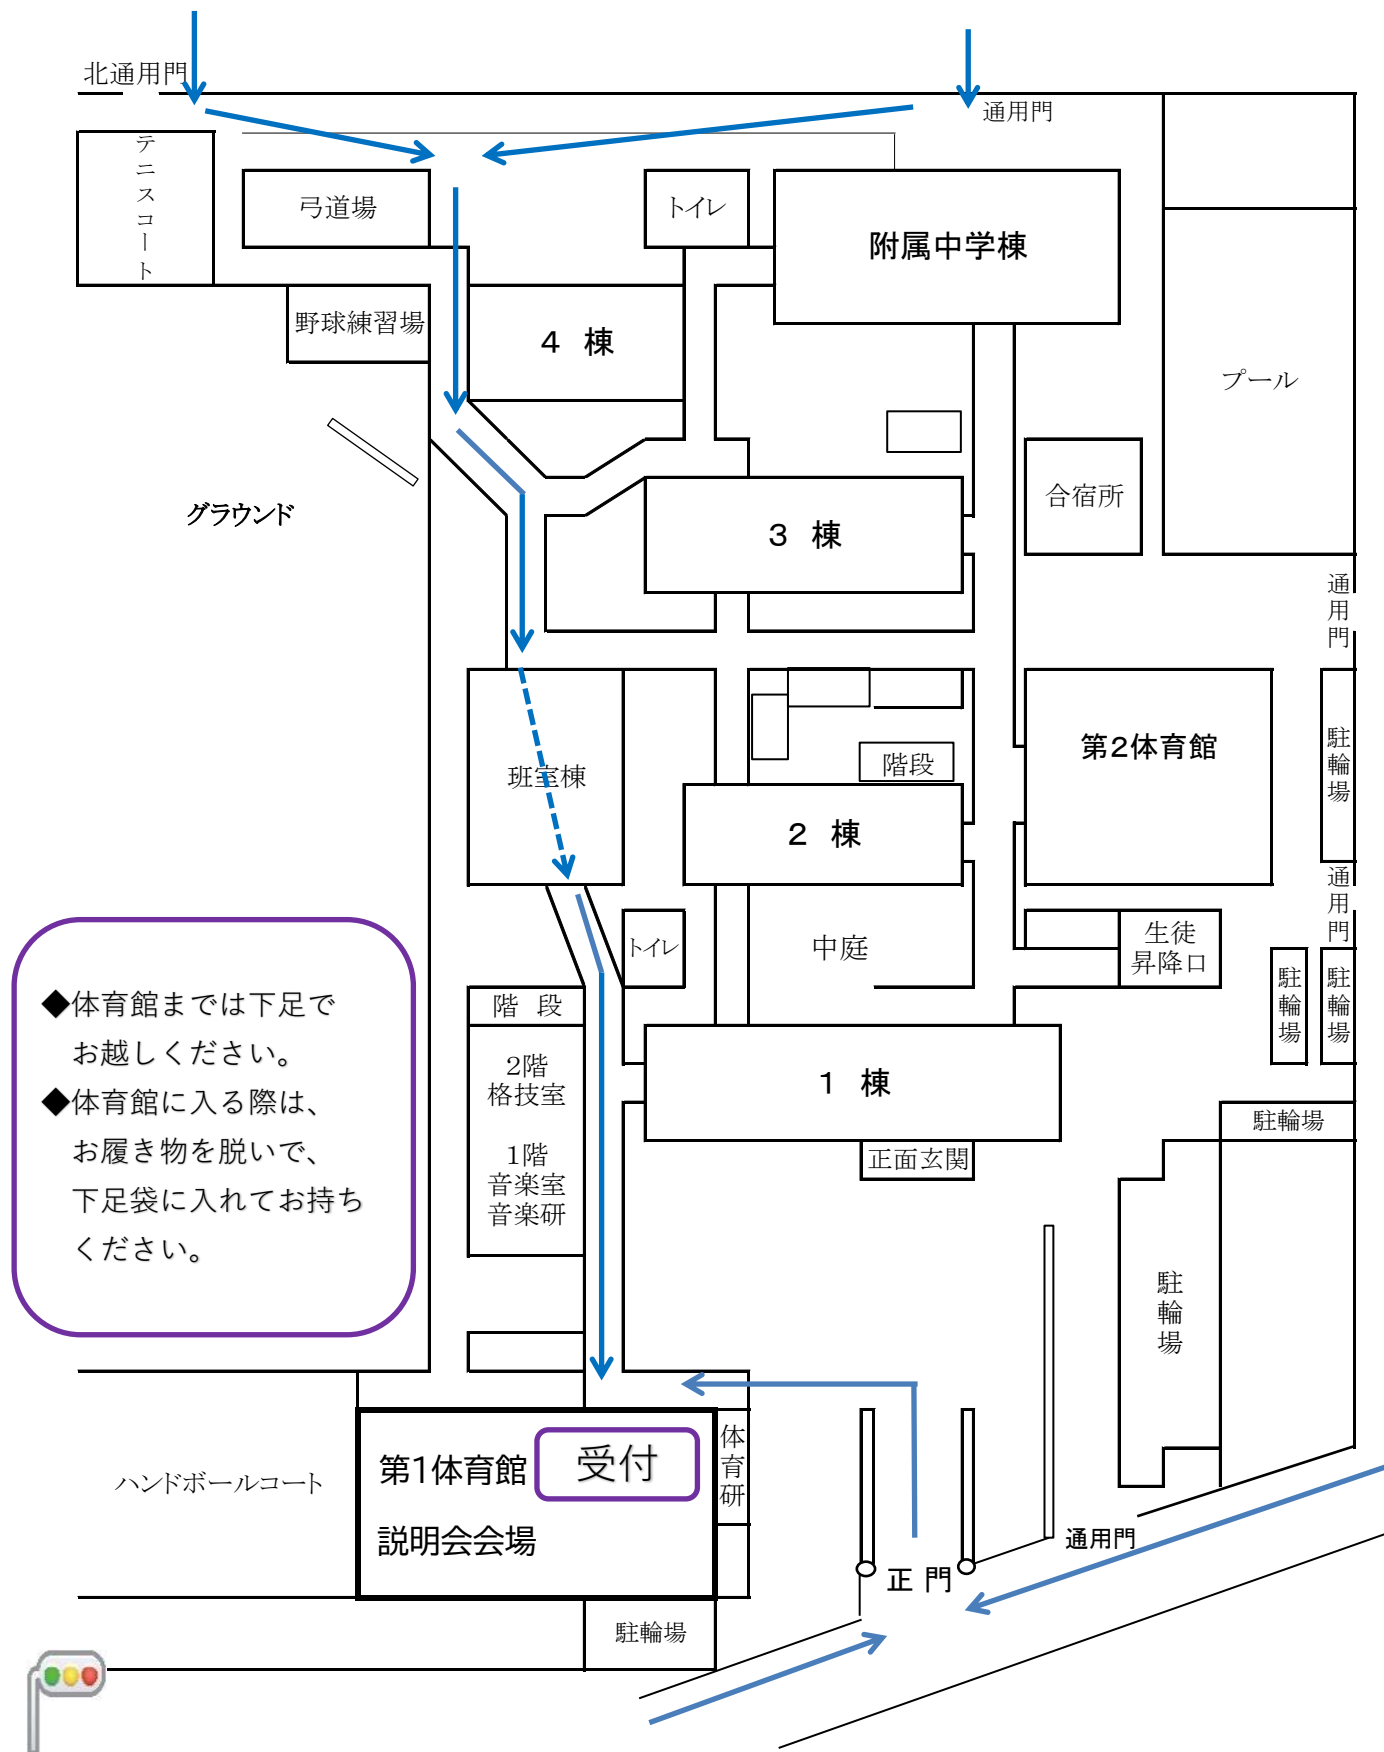 北通用門
通用門
テニスコート
弓道場
トイレ
附属中学棟
野球練習場
4 棟
プール
グラウンド
3 棟
合宿所
通用門
班室棟
階段
第2体育館
駐輪場
2 棟
通用門
トイレ
中庭
生徒
昇降口
駐輪場
駐輪場
◆体育館までは下足で
お越しください。
◆体育館に入る際は、
お履き物を脱いで、
下足袋に入れてお持ち
ください。
階 段
2階
格技室
1階
音楽室
音楽研
1 棟
正面玄関
駐輪場
駐輪場
ハンドボールコート
第1体育館
受付
説明会会場
体育研
正 門
通用門
駐輪場